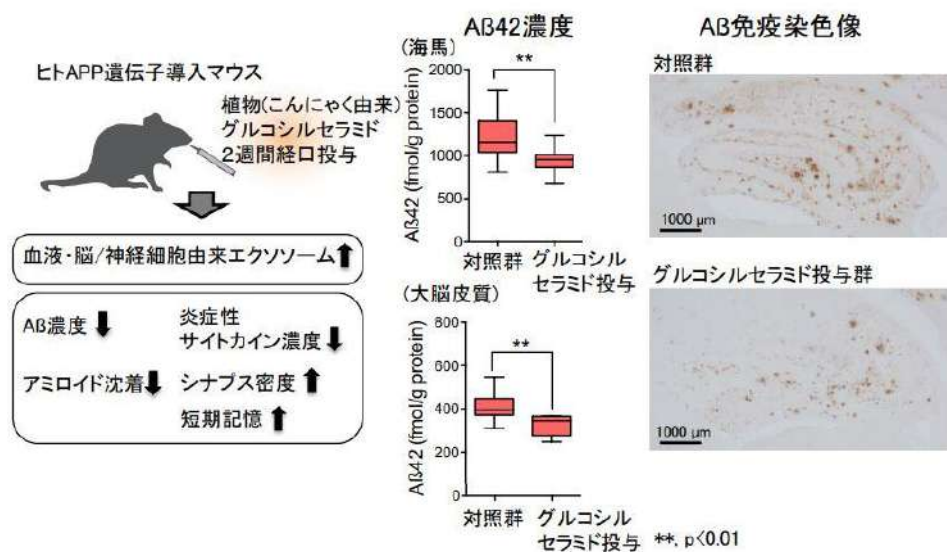 ヒトAPP遺伝子導入マウス
植物(こんにゃく由来)
グルコシルセラミド
2週間経口投与
血液・脳/神経細胞由来エクソソーム
Aß濃度
炎症性
サイトカイン濃度
アミロイド沈着
シナプス密度
短期記憶
Aß42濃度
(海馬)
**
2000
1500
1000
500
0
Aß42 (fmol/g protein)
対照群
グルコシル
セラミド投与
(大脳皮質)
**
800
600
400
200
0
Aß42 (fmol/g protein)
対照群
グルコシル
セラミド投与
Aß免疫染色像
対照群
1000 µm
グルコシルセラミド投与群
1000 µm
**, p<0.01